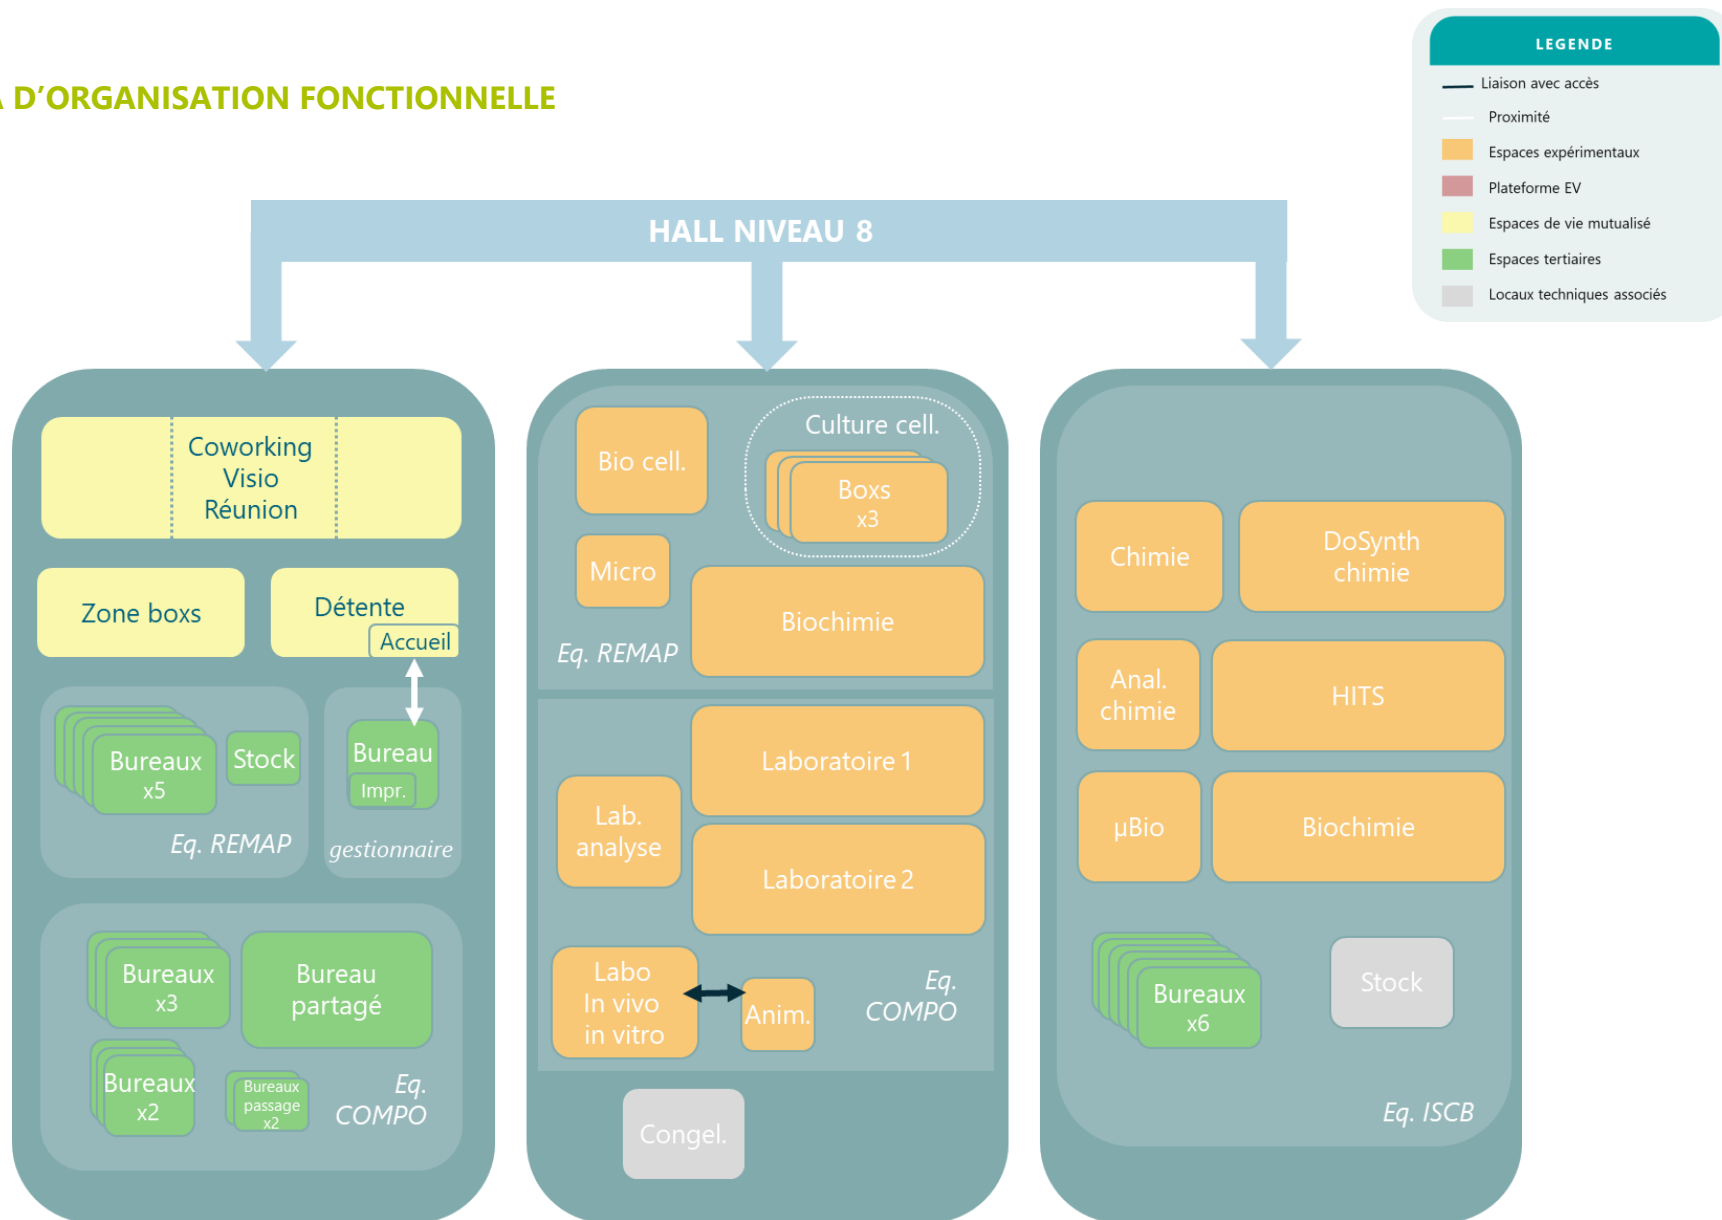 LEGENDE
Liaison avec accès
Proximité
Espaces expérimentaux
Plateforme EV
Espaces de vie mutualisé
Espaces tertiaires
Locaux techniques associés
A D’ORGANISATION FONCTIONNELLE
HALL NIVEAU 8
Coworking
Visio
Réunion
Zone boxs
Détente
Accueil
Bureaux
x5
Stock
Eq. REMAP
Bureau
Impr.
gestionnaire
Bureaux
x3
Bureau
partagé
Bureaux
x2
Bureaux
passage
x2
Eq.
COMPO
Bio cell.
Culture cell.
Boxs
x3
Micro
Biochimie
Eq. REMAP
Laboratoire 1
Lab.
analyse
Laboratoire 2
Labo
In vivo
in vitro
Anim.
Eq.
COMPO
Congel.
Chimie
DoSynth
chimie
Anal.
chimie
HITS
µBio
Biochimie
Bureaux
x6
Stock
Eq. ISCB